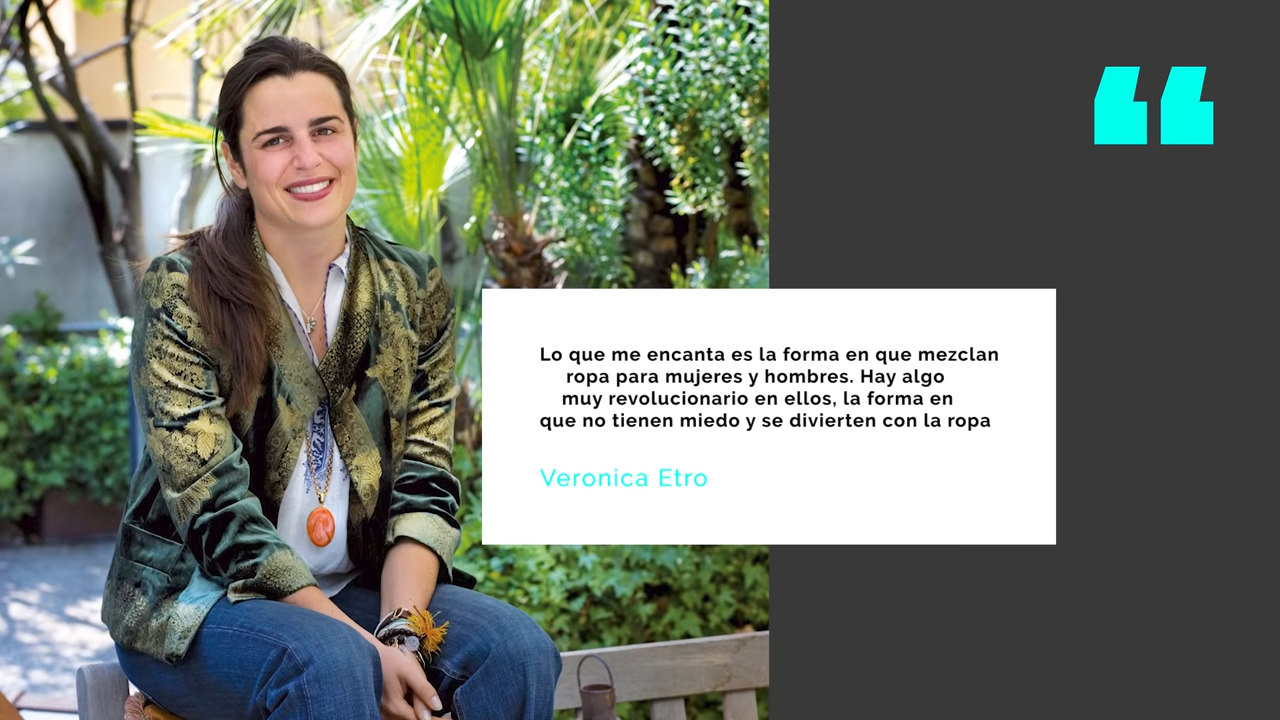 “
Lo que me encanta es la forma en que mezclan
ropa para mujeres y hombres. Hay algo
muy revolucionario en ellos, la forma en
que no tienen miedo y se divierten con la ropa
Veronica Etro